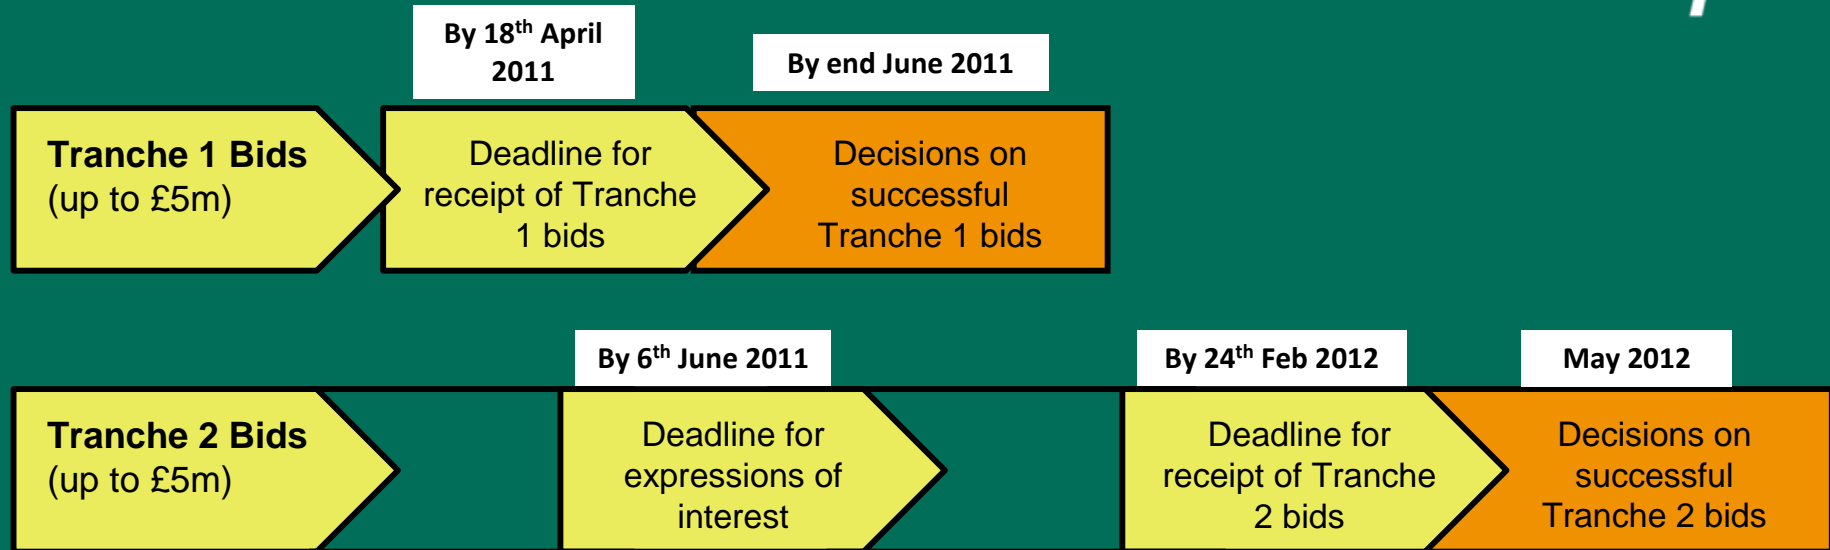 By 18th April
2011
By end June 2011
Tranche 1 Bids
(up to £5m)
Deadline for
receipt of Tranche
1 bids
Decisions on
successful
Tranche 1 bids
By 6th June 2011
By 24th Feb 2012
May 2012
Tranche 2 Bids
(up to £5m)
Deadline for
expressions of
interest
Deadline for
receipt of Tranche
2 bids
Decisions on
successful
Tranche 2 bids